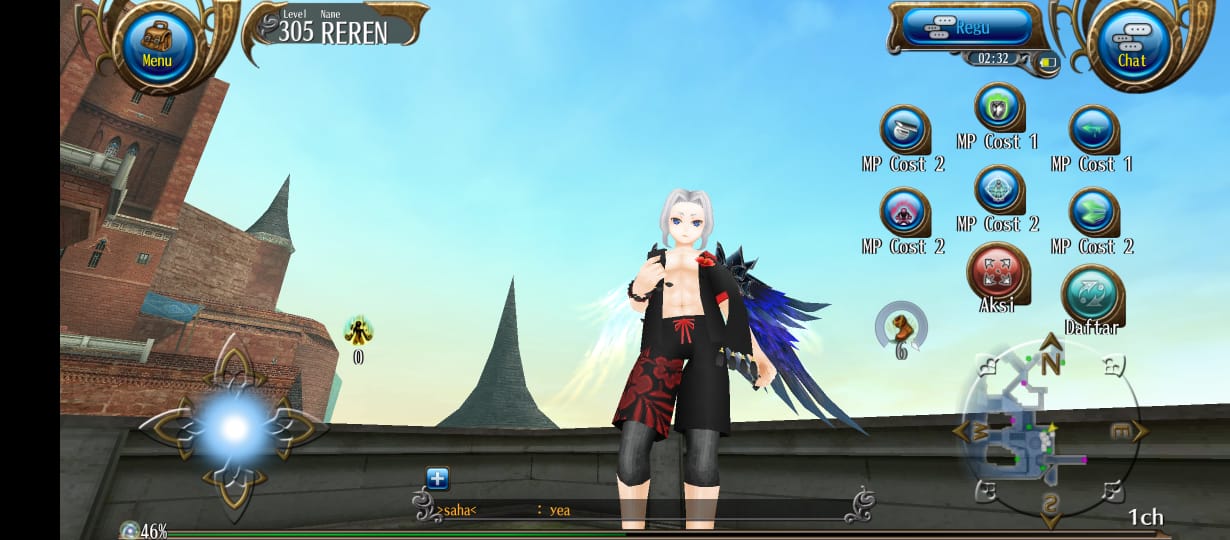 Menu
Level Name
305 REREN
Regu
02:32
Chat
MP Cost 2
MP Cost 1
MP Cost 1
MP Cost 2
MP Cost 2
MP Cost 2
Aksi
Daftar
0
6
N
W
E
S
>saha< : yea
46%
1ch